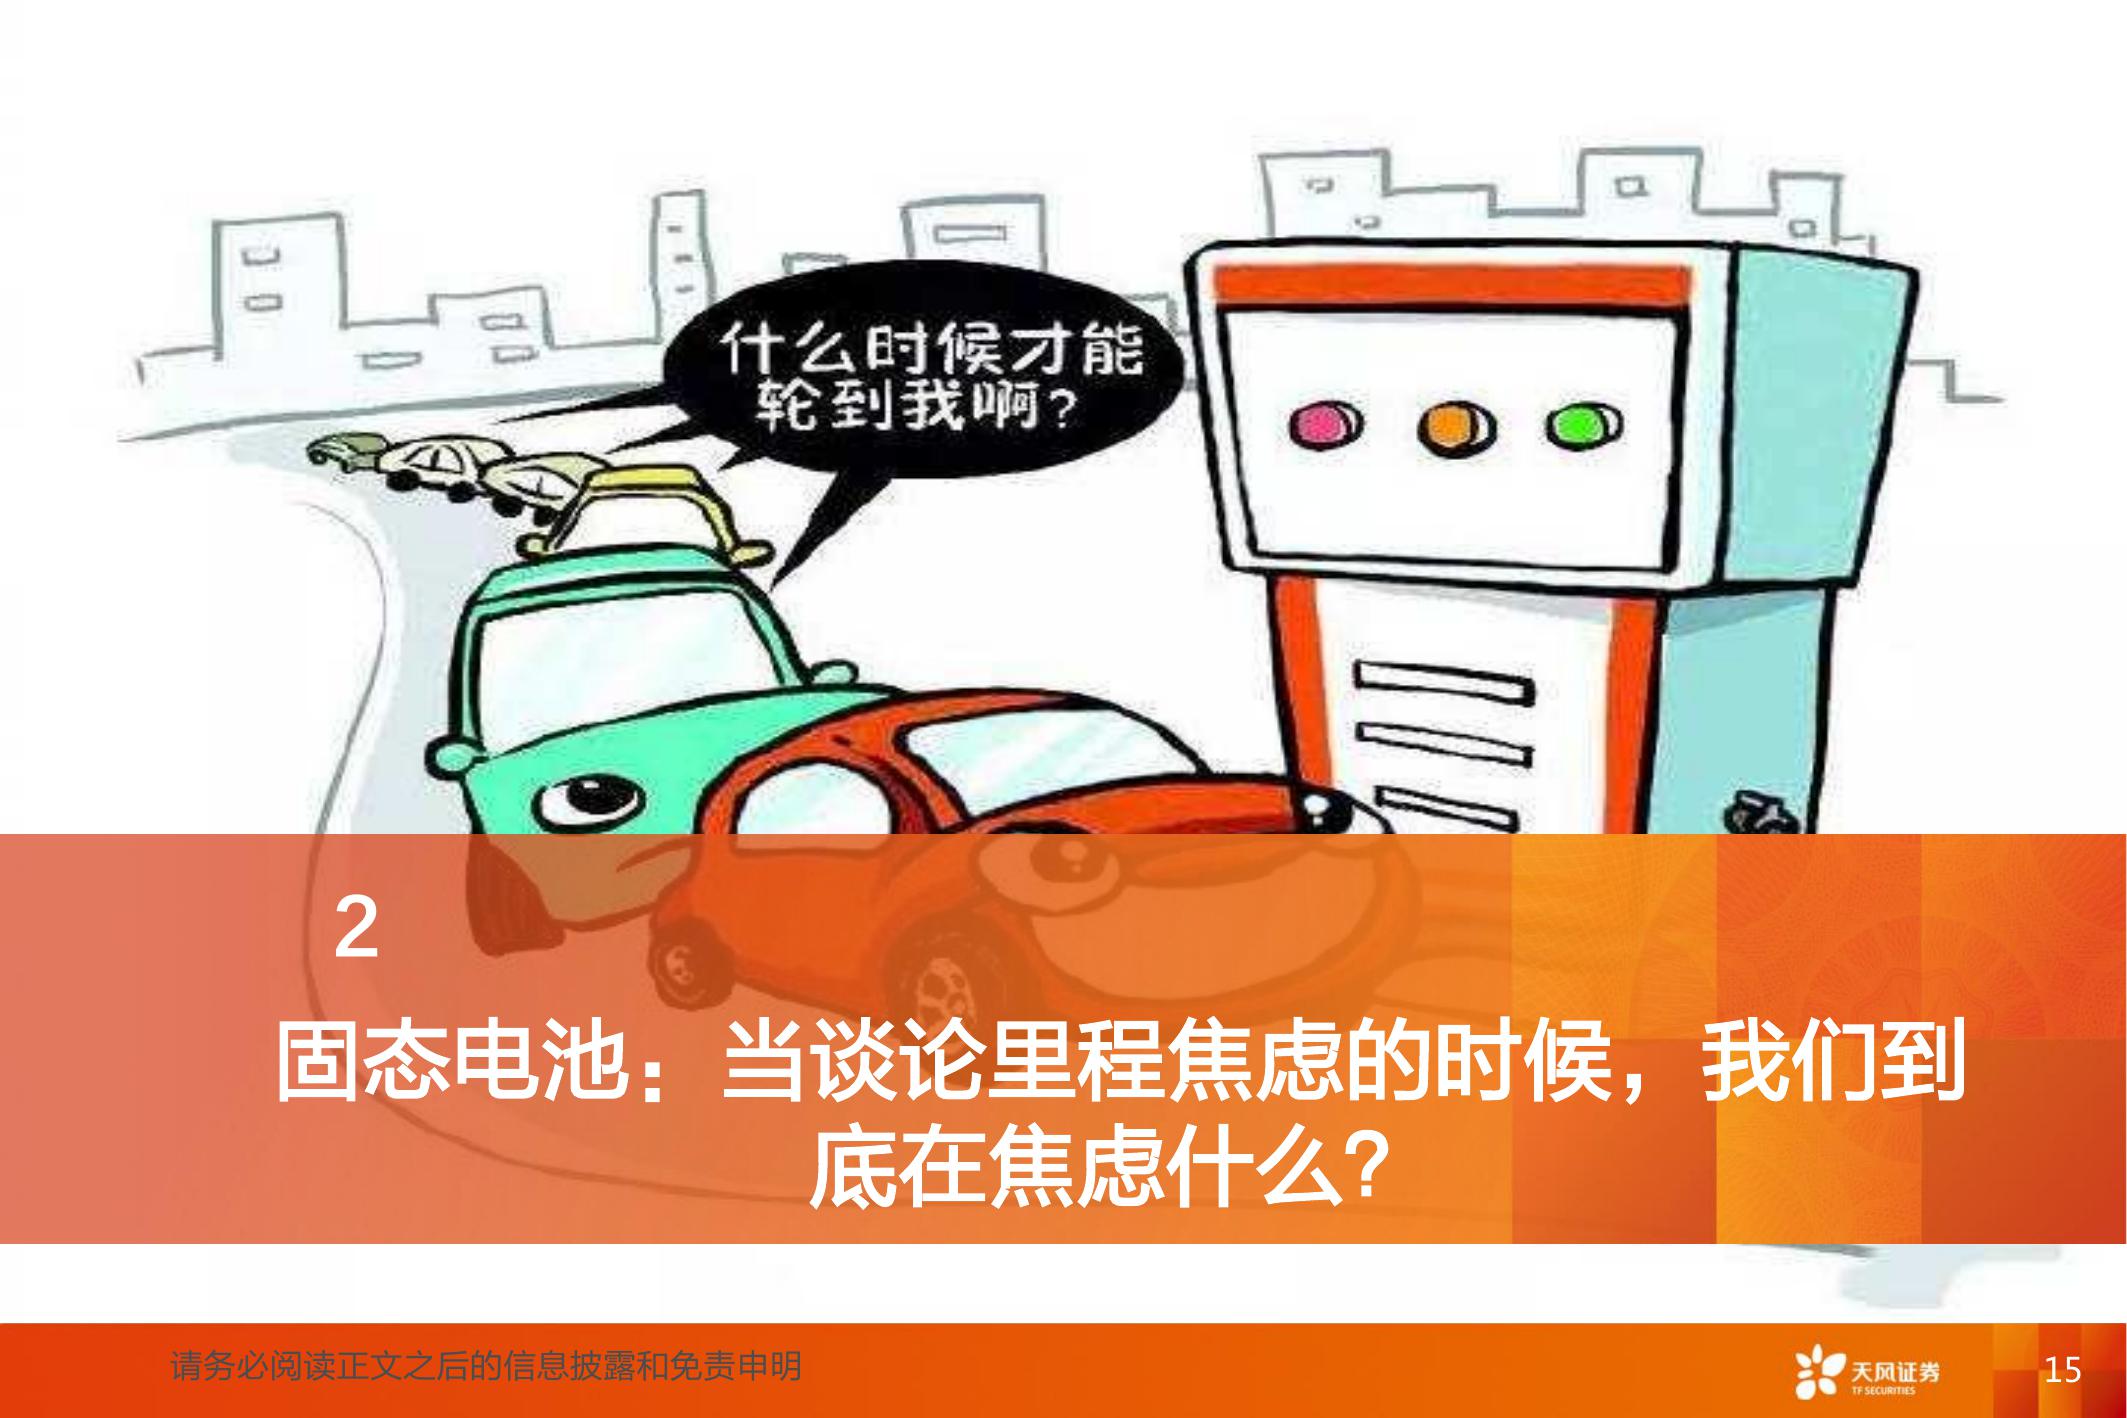 什么时候才能
轮到我啊？
2
固态电池：当谈论里程焦虑的时候，我们到
底在焦虑什么？
请务必阅读正文之后的信息披露和免责申明
天风证券
TF SECURITIES
15